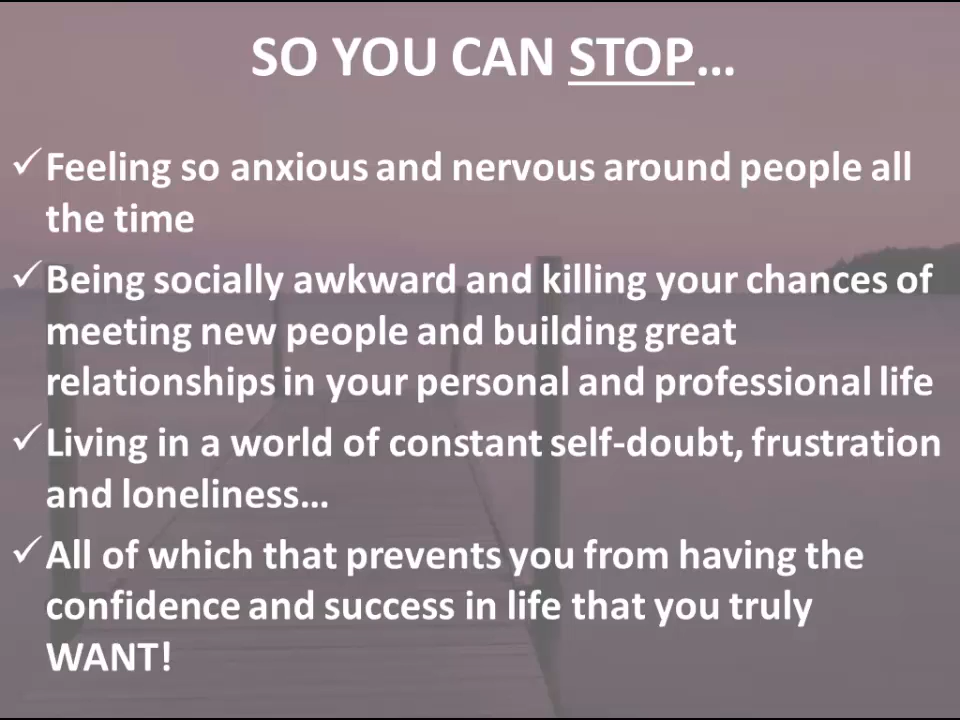 SO YOU CAN STOP…
✓Feeling so anxious and nervous around people all
the time
✓Being socially awkward and killing your chances of
meeting new people and building great
relationships in your personal and professional life
✓Living in a world of constant self-doubt, frustration
and loneliness…
✓All of which that prevents you from having the
confidence and success in life that you truly
WANT!